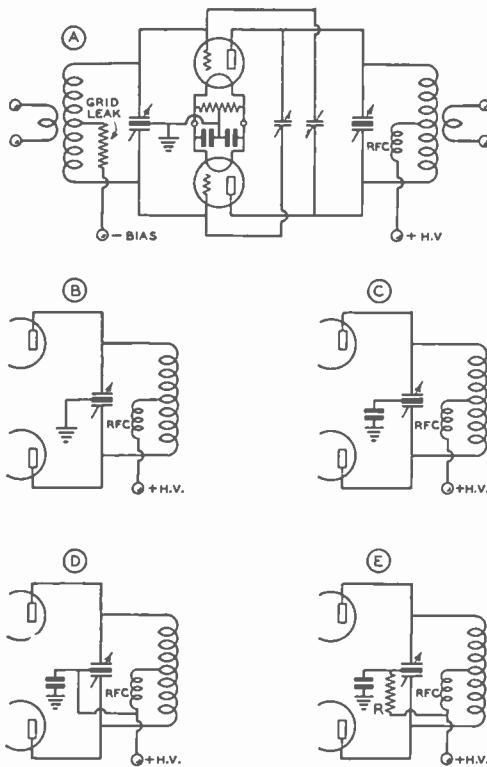 A
GRID
LEAK
RFC
- BIAS
+ H.V
B
C
RFC
+ H.V.
RFC
+ H.V.
D
E
RFC
+ H.V.
R
RFC
+ H.V.